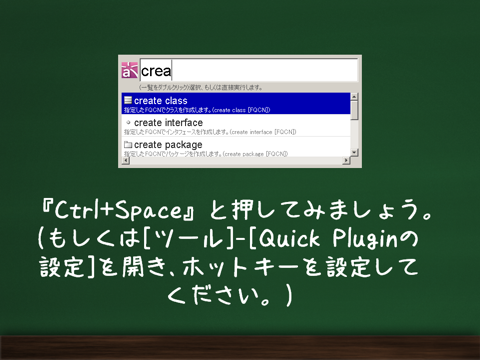 crea
(一覧をダブルクリック)選択、もしくは直接実行します。
create class
指定したFQCNでクラスを作成します。(create class [FQCN])
create interface
指定したFQCNでインタフェースを作成します。(create interface [FQCN])
create package
指定したFQCNでパッケージを作成します。(create package [FQCN])
『Ctrl+Space』と押してみましょう。
(もしくは[ツール]-[Quick Pluginの
設定]を開き､ホットキーを設定して
ください。)